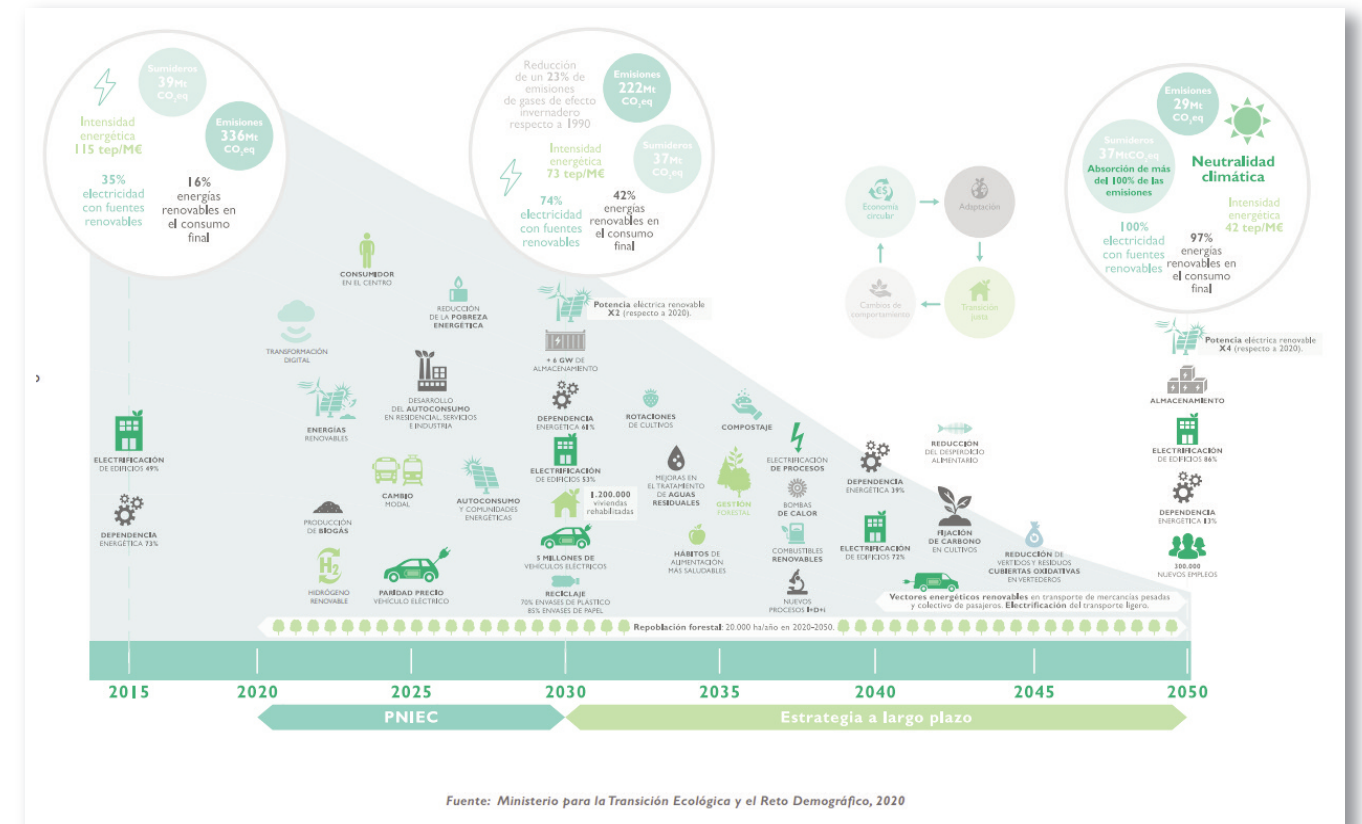 Sumideros
39Mt
CO₂eq
Intensidad
energética
115 tep/M€
Emisiones
336Mt
CO₂eq
35%
electricidad
con fuentes
renovables
16%
energías
renovables en
el consumo
final
Reducción
de un 23% de
emisiones
de gases de efecto
invernadero
respecto a 1990
Emisiones
222Mt
CO₂eq
Intensidad
energética
73 tep/M€
Sumideros
37Mt
CO₂eq
74%
electricidad
con fuentes
renovables
42%
energías
renovables en
el consumo
final
Emisiones
29Mt
CO₂eq
Sumideros
37MtCO₂eq
Absorción de más
del 100% de las
emisiones
Neutralidad
climática
Intensidad
energética
42 tep/M€
100%
electricidad
con fuentes
renovables
97%
energías
renovables en
el consumo
final
Economía
circular
Adaptación
Cambios de
comportamiento
Transición
justa
CONSUMIDOR
EN EL CENTRO
REDUCCIÓN
DE LA POBREZA
ENERGÉTICA
Potencia eléctrica renovable
X2 (respecto a 2020).
TRANSFORMACIÓN
DIGITAL
+ 6 GW DE
ALMACENAMIENTO
Potencia eléctrica renovable
X4 (respecto a 2020).
ENERGÍAS
RENOVABLES
DESARROLLO
DEL AUTOCONSUMO
EN RESIDENCIAL, SERVICIOS
E INDUSTRIA
DEPENDENCIA
ENERGÉTICA 61%
ROTACIONES
DE CULTIVOS
COMPOSTAJE
ALMACENAMIENTO
ELECTRIFICACIÓN
DE EDIFICIOS 49%
ELECTRIFICACIÓN
DE EDIFICIOS 53%
ELECTRIFICACIÓN
DE PROCESOS
REDUCCIÓN
DEL DESPERDICIO
ALIMENTARIO
ELECTRIFICACIÓN
DE EDIFICIOS 86%
CAMBIO
MODAL
AUTOCONSUMO
Y COMUNIDADES
ENERGÉTICAS
1.200.000
viviendas
rehabilitadas
MEJORAS EN
EL TRATAMIENTO
DE AGUAS
RESIDUALES
GESTIÓN
FORESTAL
BOMBAS
DE CALOR
DEPENDENCIA
ENERGÉTICA 39%
DEPENDENCIA
ENERGÉTICA 73%
PRODUCCIÓN
DE BIOGÁS
DEPENDENCIA
ENERGÉTICA 13%
H2
HIDRÓGENO
RENOVABLE
PARIDAD PRECIO
VEHÍCULO ELÉCTRICO
5 MILLONES DE
VEHÍCULOS ELÉCTRICOS
HÁBITOS DE
ALIMENTACIÓN
MÁS SALUDABLES
COMBUSTIBLES
RENOVABLES
ELECTRIFICACIÓN
DE EDIFICIOS 72%
FIJACIÓN
DE CARBONO
EN CULTIVOS
REDUCCIÓN DE
VERTIDOS Y RESIDUOS
CUBIERTAS OXIDATIVAS
EN VERTEDEROS
300.000
NUEVOS EMPLEOS
RECICLAJE
70% ENVASES DE PLÁSTICO
85% ENVASES DE PAPEL
NUEVOS
PROCESOS I+D+i
Vectores energéticos renovables en transporte de mercancías pesadas
y colectivo de pasajeros. Electrificación del transporte ligero.
Repoblación forestal: 20.000 ha/año en 2020-2050.
2015 2020 2025 2030 2035 2040 2045 2050
PNIEC
Estrategia a largo plazo
Fuente: Ministerio para la Transición Ecológica y el Reto Demográfico, 2020